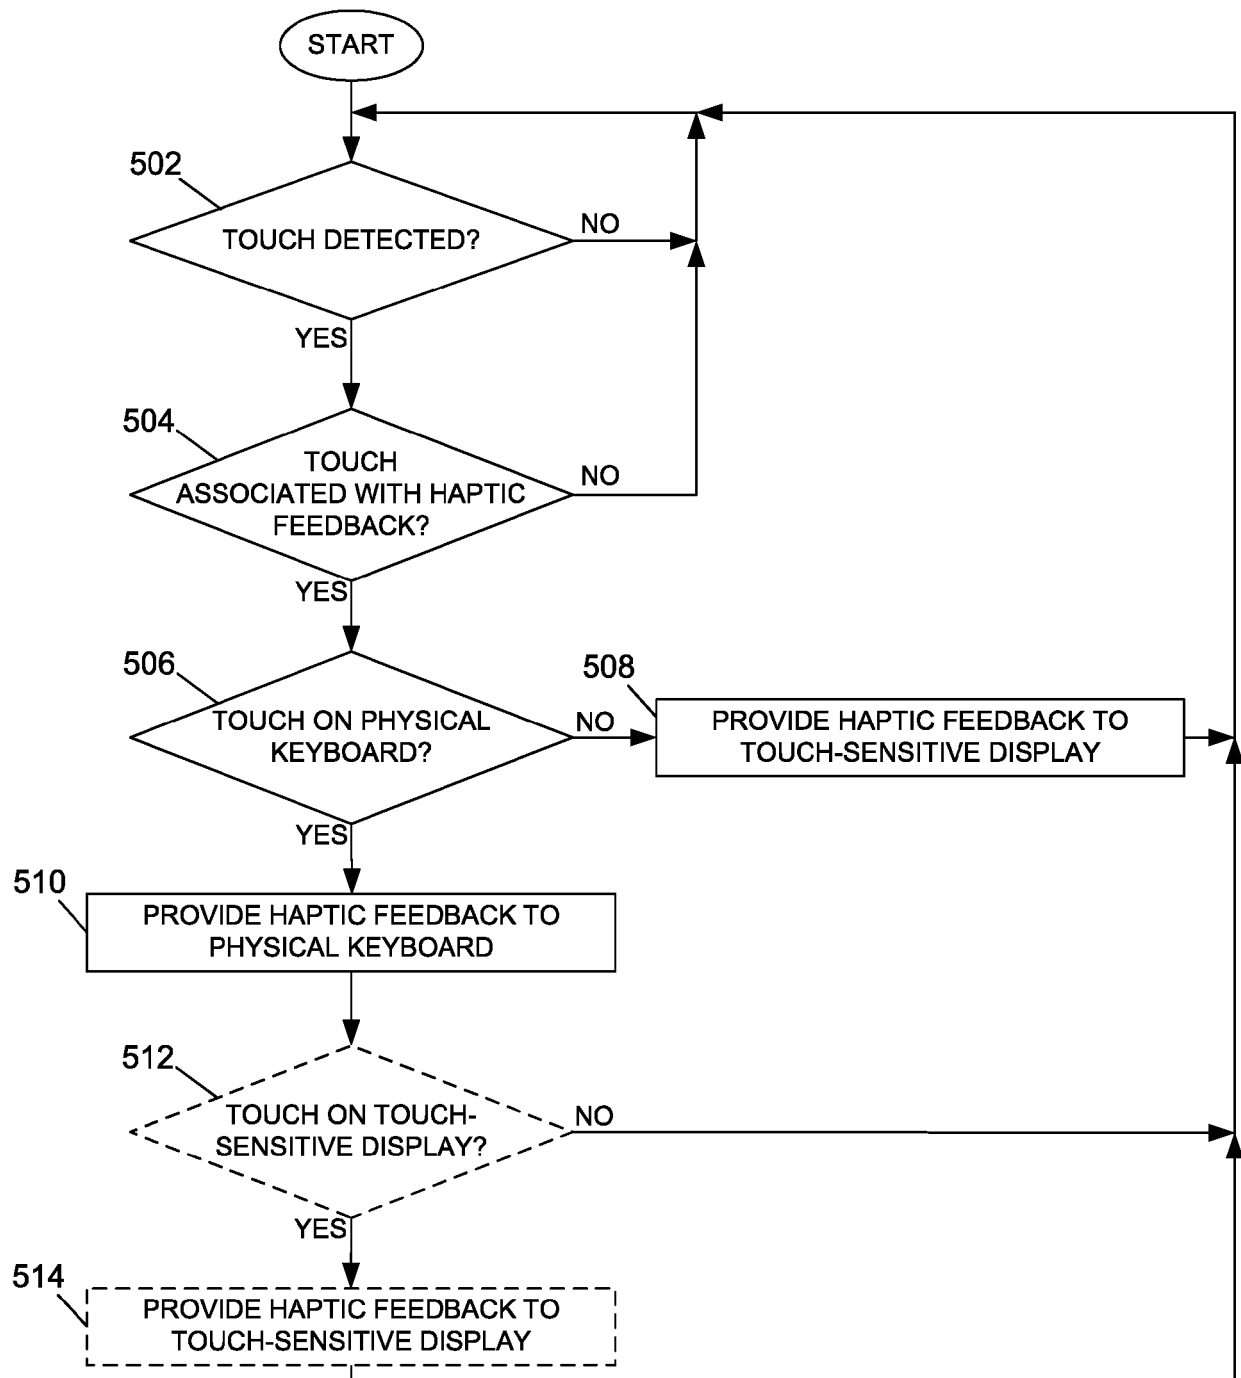 START
502
TOUCH DETECTED?
NO
YES
504
TOUCH
ASSOCIATED WITH HAPTIC
FEEDBACK?
NO
YES
506
TOUCH ON PHYSICAL
KEYBOARD?
NO
508
PROVIDE HAPTIC FEEDBACK TO
TOUCH-SENSITIVE DISPLAY
YES
510
PROVIDE HAPTIC FEEDBACK TO
PHYSICAL KEYBOARD
512
TOUCH ON TOUCH-
SENSITIVE DISPLAY?
NO
YES
514
PROVIDE HAPTIC FEEDBACK TO
TOUCH-SENSITIVE DISPLAY